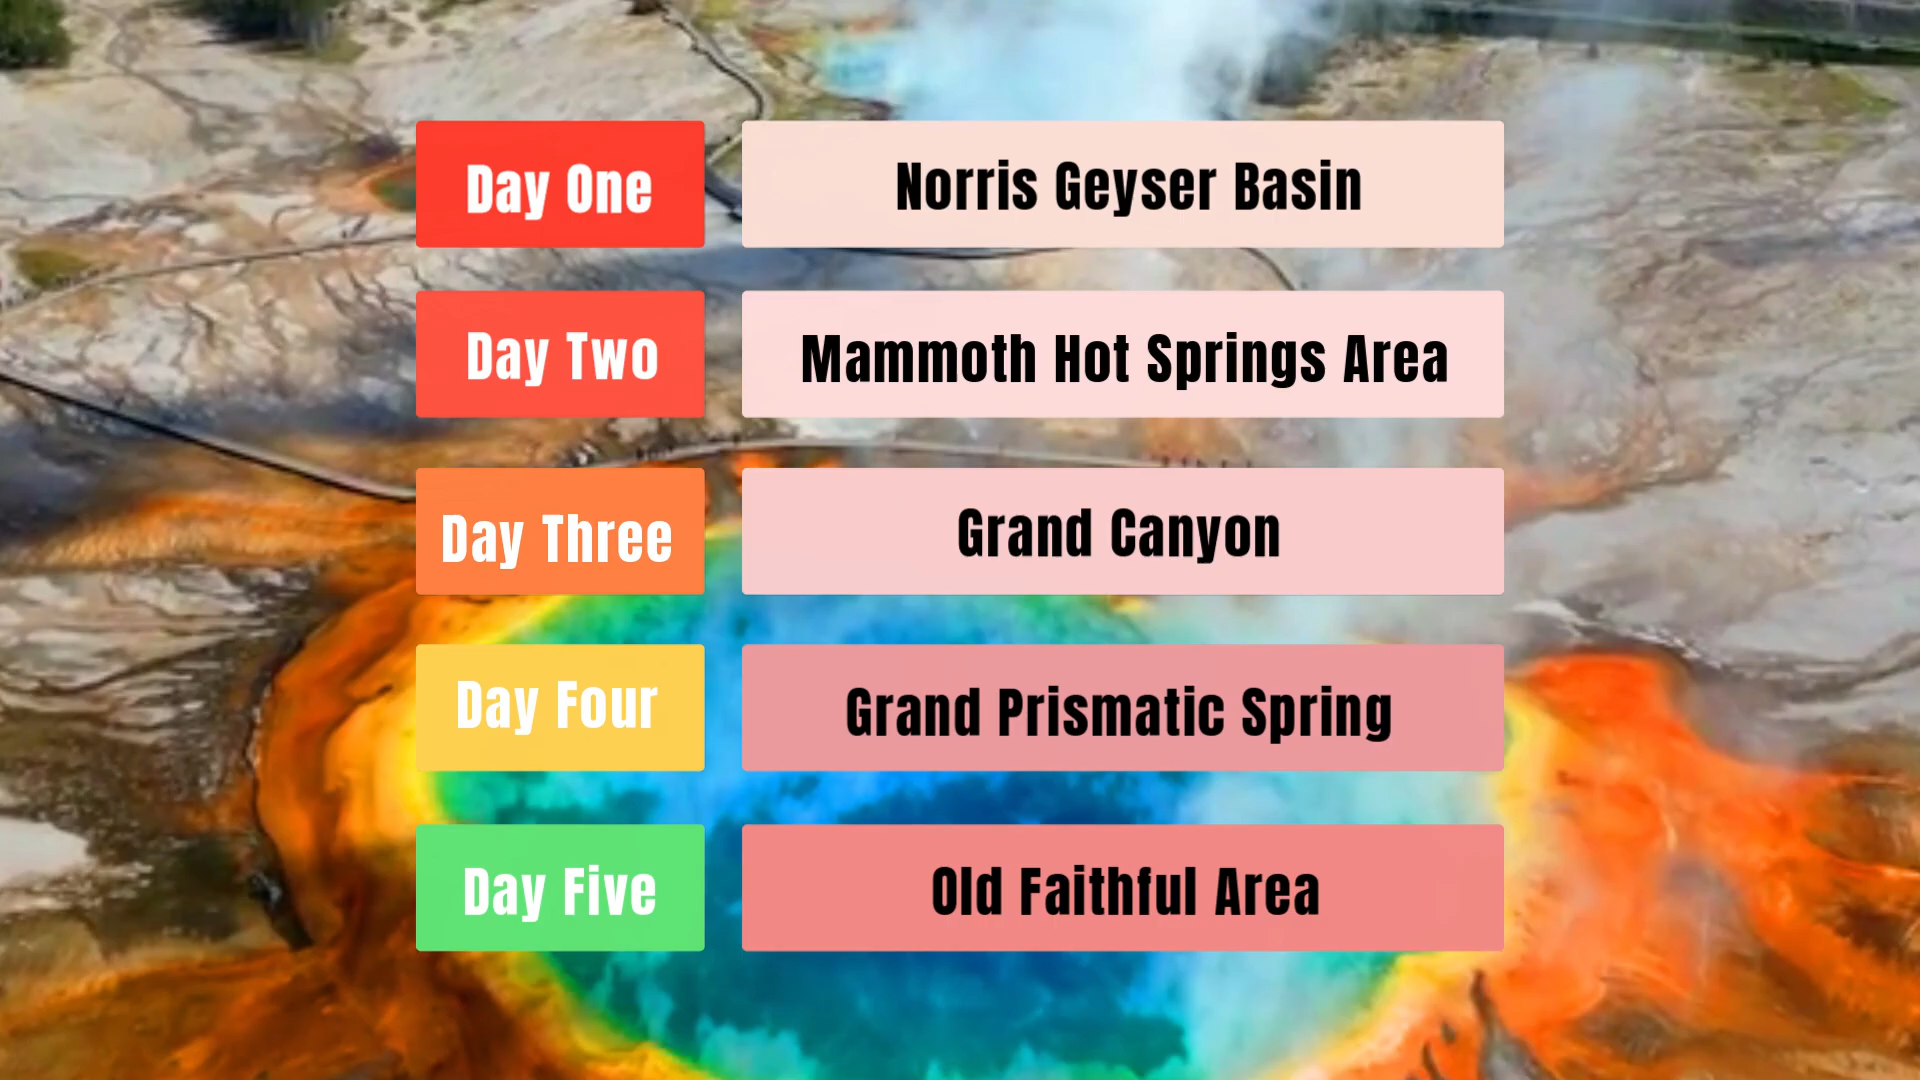 Day One
Norris Geyser Basin
Day Two
Mammoth Hot Springs Area
Day Three
Grand Canyon
Day Four
Grand Prismatic Spring
Day Five
Old Faithful Area